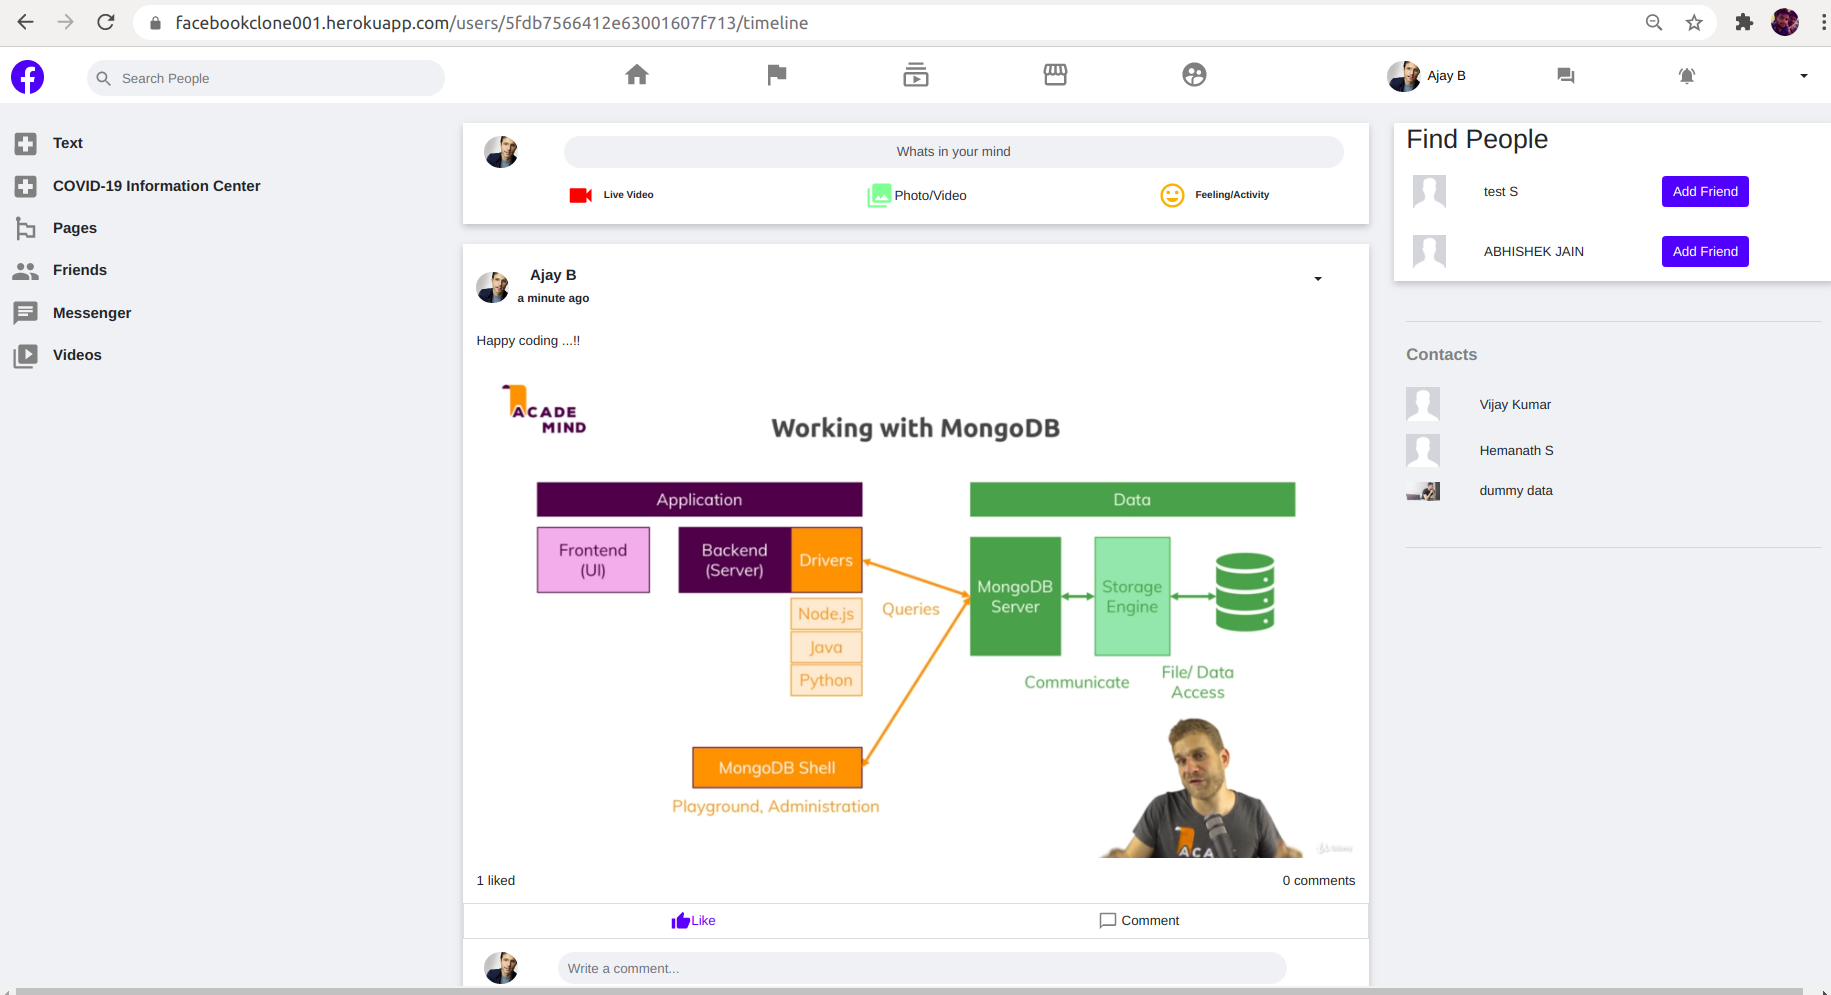 facebookclone001.herokuapp.com/users/5fdb7566412e63001607f713/timeline
Search People
Ajay B
Text
COVID-19 Information Center
Pages
Friends
Messenger
Videos
Whats in your mind
Live Video
Photo/Video
Feeling/Activity
Ajay B
a minute ago
Happy coding ...!!
ACADE
MIND
Working with MongoDB
Application
Data
Frontend
(UI)
Backend
(Server)
Drivers
Node.js
Java
Python
Queries
MongoDB
Server
Storage
Engine
Communicate
File/ Data
Access
MongoDB Shell
Playground, Administration
ACA
1 liked
0 comments
Like
Comment
Write a comment...
Find People
test S
Add Friend
ABHISHEK JAIN
Add Friend
Contacts
Vijay Kumar
Hemanath S
dummy data